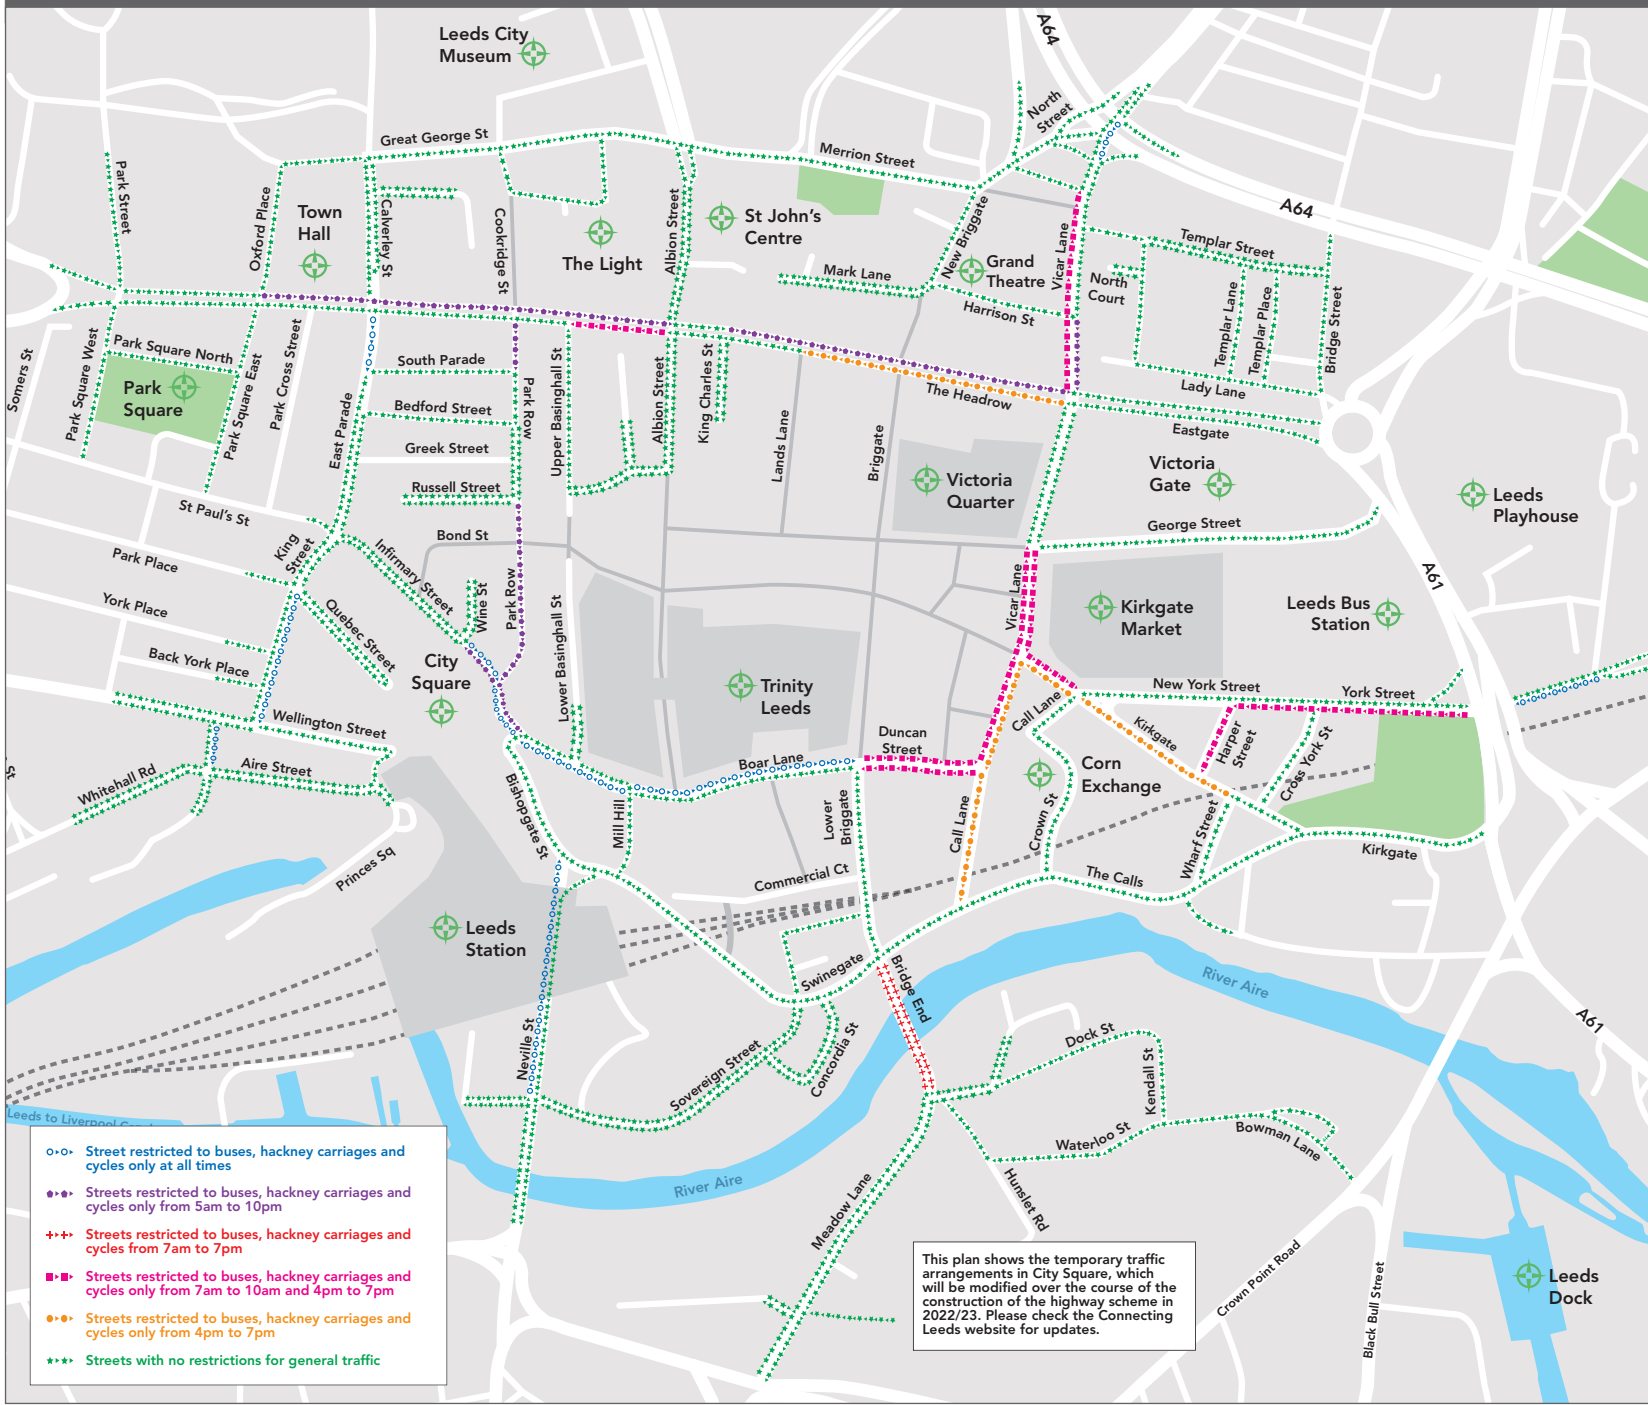 Leeds City
Museum
A64
North
Street
Great George St
Merrion Street
Park Street
Oxford Place
Town
Hall
Calverley St
Cookridge St
The Light
Albion Street
St John's
Centre
New Briggate
Grand
Theatre
Vicar Lane
A64
Templar Street
Mark Lane
Harrison St
North
Court
Templar Lane
Templar Place
Bridge Street
Somers St
Park Square West
Park Square North
Park
Square
Park Square East
Park Cross Street
East Parade
South Parade
Bedford Street
Greek Street
Russell Street
Park Row
Upper Basinghall St
Albion Street
King Charles St
Lands Lane
Briggate
The Headrow
Lady Lane
Eastgate
Victoria
Quarter
Victoria
Gate
Leeds
Playhouse
George Street
St Paul's St
Park Place
King
Street
Bond St
Infirmary Street
Wine St
Park Row
York Place
Quebec Street
Back York Place
City
Square
Lower Basinghall St
Trinity
Leeds
Vicar Lane
Kirkgate
Market
Leeds Bus
Station
A61
New York Street
York Street
Wellington Street
Aire Street
Whitehall Rd
Princes Sq
Bishopgate St
Mill Hill
Boar Lane
Duncan
Street
Call Lane
Kirkgate
Harper
Street
Cross York St
Corn
Exchange
Lower
Briggate
Call Lane
Crown St
Wharf Street
Kirkgate
Commercial Ct
The Calls
Leeds
Station
Swinegate
Bridge End
River Aire
A61
Neville St
Sovereign Street
Concordia St
Dock St
Kendall St
Waterloo St
Bowman Lane
Leeds to Liverpool
River Aire
Meadow Lane
Hunslet Rd
Crown Point Road
Black Bull Street
Leeds
Dock
Street restricted to buses, hackney carriages and
cycles only at all times
Streets restricted to buses, hackney carriages and
cycles only from 5am to 10pm
Streets restricted to buses, hackney carriages and
cycles from 7am to 7pm
Streets restricted to buses, hackney carriages and
cycles only from 7am to 10am and 4pm to 7pm
Streets restricted to buses, hackney carriages and
cycles only from 4pm to 7pm
Streets with no restrictions for general traffic
This plan shows the temporary traffic
arrangements in City Square, which
will be modified over the course of the
construction of the highway scheme in
2022/23. Please check the Connecting
Leeds website for updates.